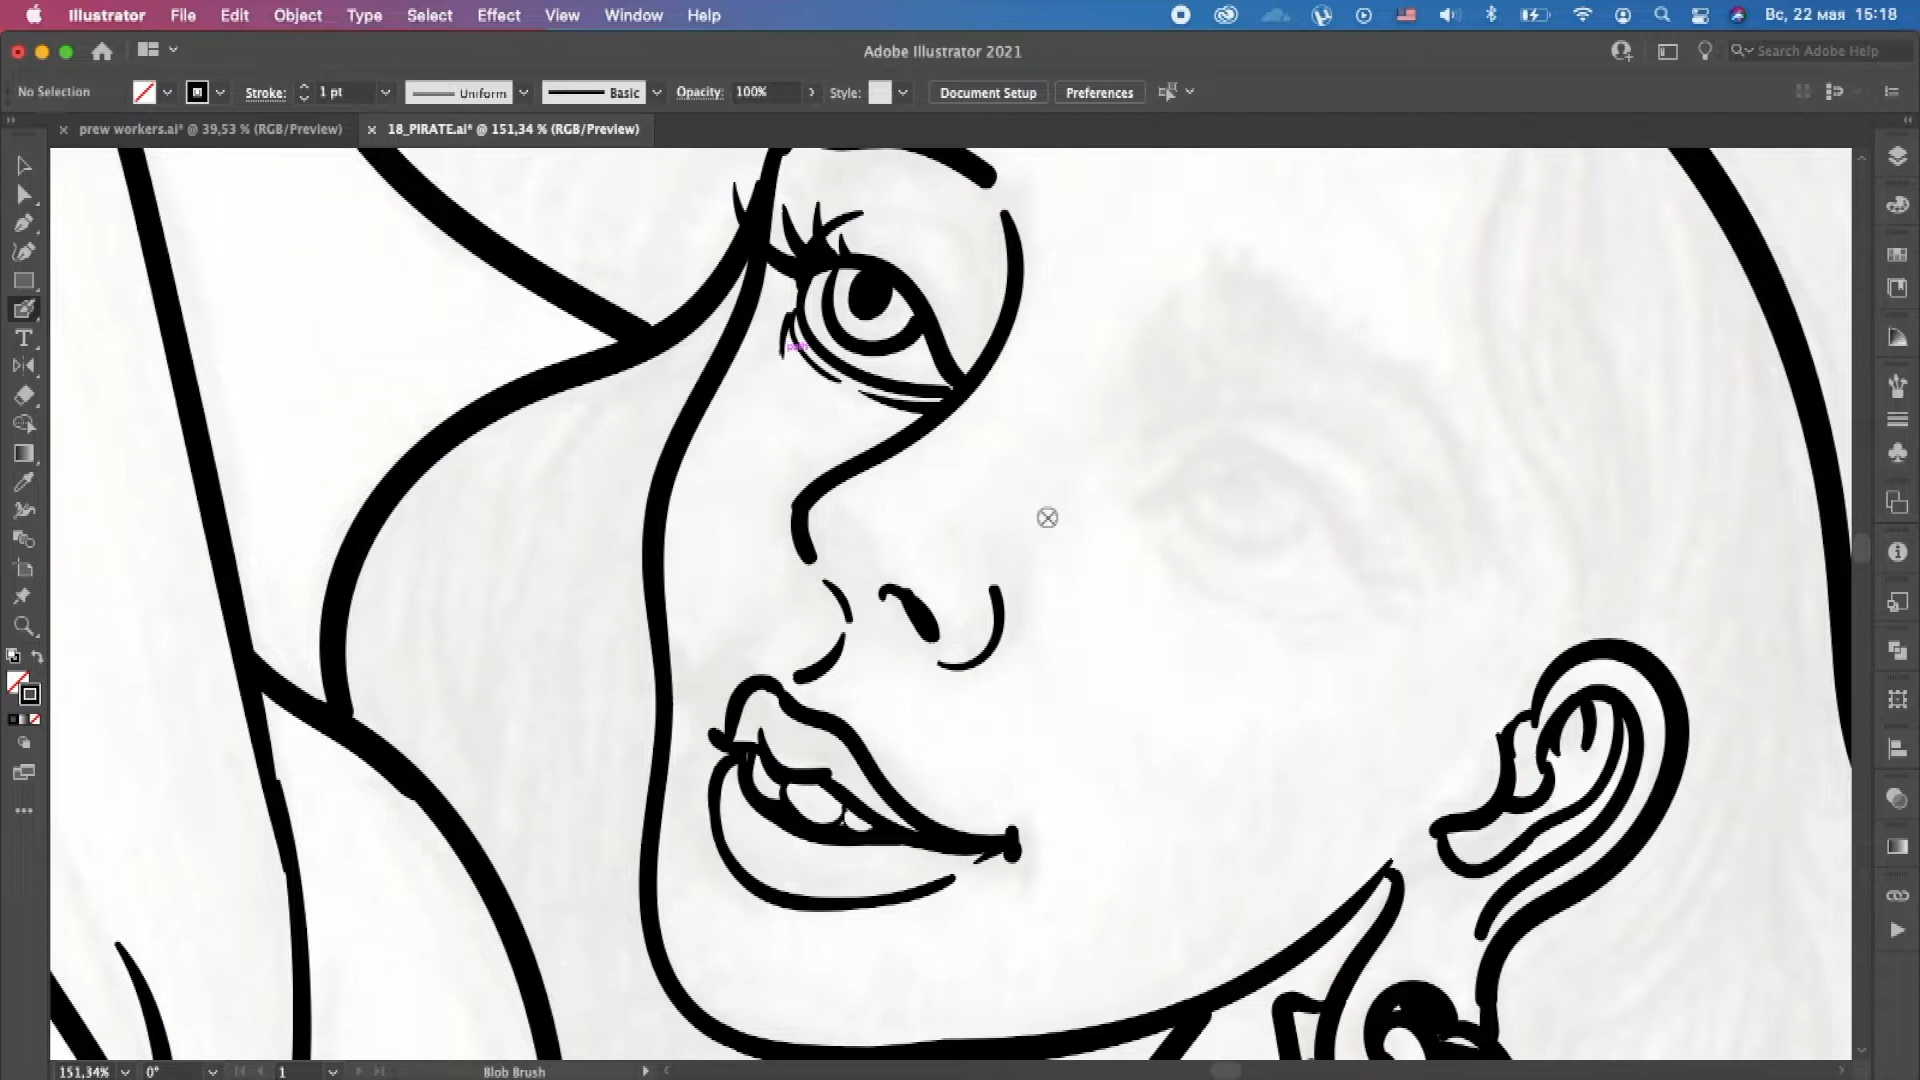 Illustrator File Edit Object Type Select Effect View Window Help Вс, 22 мая 15:18
Adobe Illustrator 2021 Search Adobe Help
No Selection Stroke: 1 pt Uniform Basic Opacity: 100% Style: Document Setup Preferences
× prew workers.ai* @ 39,53 % (RGB/Preview) × 18_PIRATE.ai* @ 151,34 % (RGB/Preview)
path
151,34% 0° 1 Blob Brush